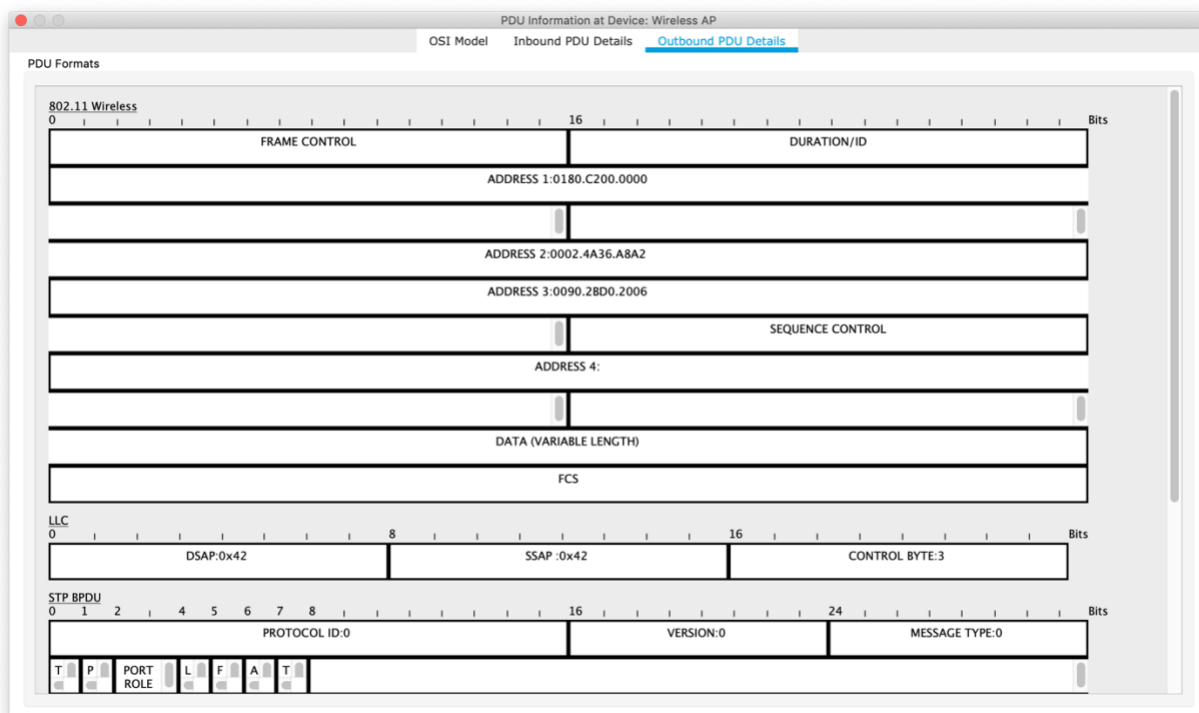 PDU Information at Device: Wireless AP
OSI Model Inbound PDU Details Outbound PDU Details
PDU Formats
802.11 Wireless
0 16 Bits
FRAME CONTROL DURATION/ID
ADDRESS 1:0180.C200.0000
ADDRESS 2:0002.4A36.A8A2
ADDRESS 3:0090.2BD0.2006
SEQUENCE CONTROL
ADDRESS 4:
DATA (VARIABLE LENGTH)
FCS
LLC
0 8 16 Bits
DSAP:0x42 SSAP :0x42 CONTROL BYTE:3
STP BPDU
0 1 2 4 5 6 7 8 16 24 Bits
PROTOCOL ID:0 VERSION:0 MESSAGE TYPE:0
T P PORT L F A T
ROLE